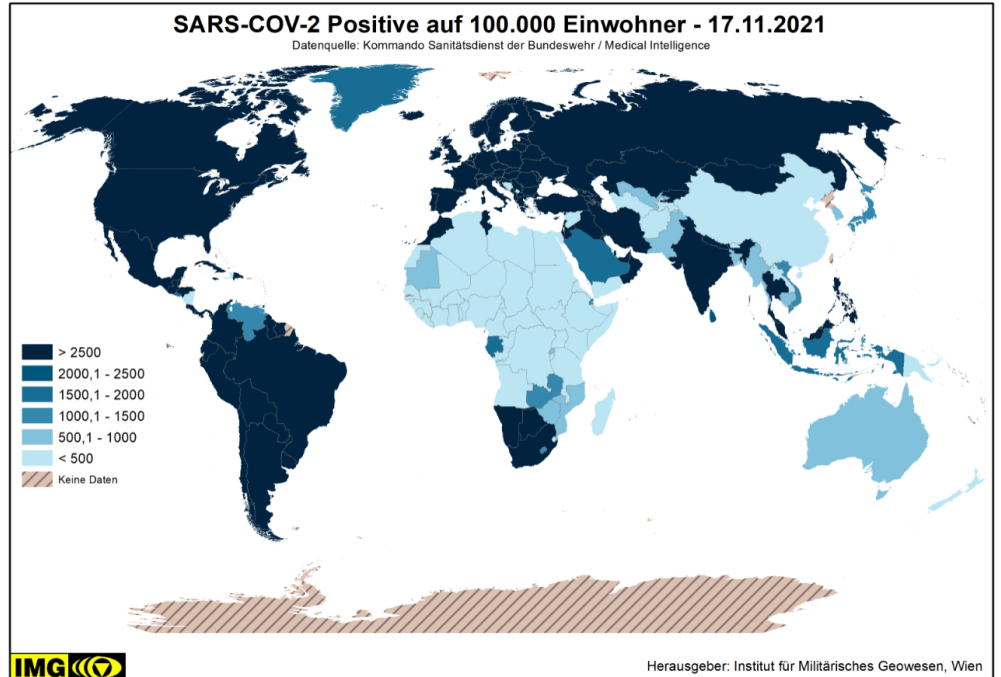 SARS-COV-2 Positive auf 100.000 Einwohner - 17.11.2021
Datenquelle: Kommando Sanitätsdienst der Bundeswehr / Medical Intelligence
> 2500
2000,1 - 2500
1500,1 - 2000
1000,1 - 1500
500,1 - 1000
< 500
Keine Daten
IMG
Herausgeber: Institut für Militärisches Geowesen, Wien